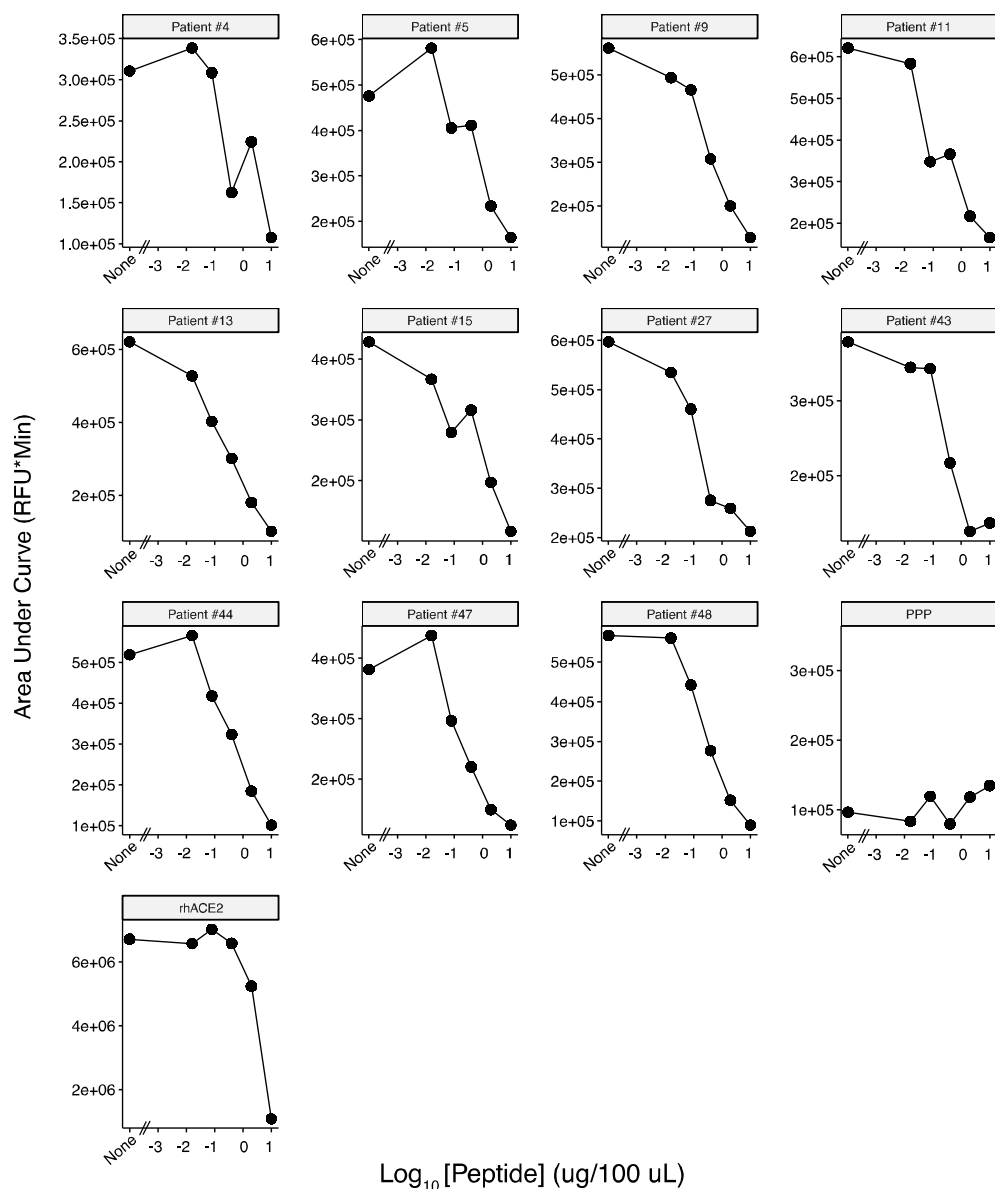 Patient #4
3.5e+05
3.0e+05
2.5e+05
2.0e+05
1.5e+05
1.0e+05
None // -3 -2 -1 0 1
Patient #5
6e+05
5e+05
4e+05
3e+05
2e+05
None // -3 -2 -1 0 1
Patient #9
5e+05
4e+05
3e+05
2e+05
None // -3 -2 -1 0 1
Patient #11
6e+05
5e+05
4e+05
3e+05
2e+05
None // -3 -2 -1 0 1
Patient #13
6e+05
4e+05
2e+05
None // -3 -2 -1 0 1
Patient #15
4e+05
3e+05
2e+05
None // -3 -2 -1 0 1
Patient #27
6e+05
5e+05
4e+05
3e+05
2e+05
None // -3 -2 -1 0 1
Patient #43
3e+05
2e+05
None // -3 -2 -1 0 1
Area Under Curve (RFU*Min)
Patient #44
5e+05
4e+05
3e+05
2e+05
1e+05
None // -3 -2 -1 0 1
Patient #47
4e+05
3e+05
2e+05
None // -3 -2 -1 0 1
Patient #48
5e+05
4e+05
3e+05
2e+05
1e+05
None // -3 -2 -1 0 1
PPP
3e+05
2e+05
1e+05
None // -3 -2 -1 0 1
rhACE2
6e+06
4e+06
2e+06
None // -3 -2 -1 0 1
Log10 [Peptide] (ug/100 uL)